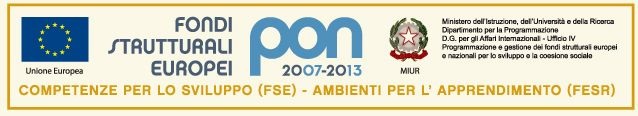 Unione Europea
FONDI
STRUTTURALI
EUROPEI
pon
2007-2013
MIUR
Ministero dell'Istruzione, dell'Università e della Ricerca
Dipartimento per la Programmazione
D.G. per gli Affari Internazionali - Ufficio IV
Programmazione e gestione dei fondi strutturali europei
e nazionali per lo sviluppo e la coesione sociale
COMPETENZE PER LO SVILUPPO (FSE) - AMBIENTI PER L' APPRENDIMENTO (FESR)